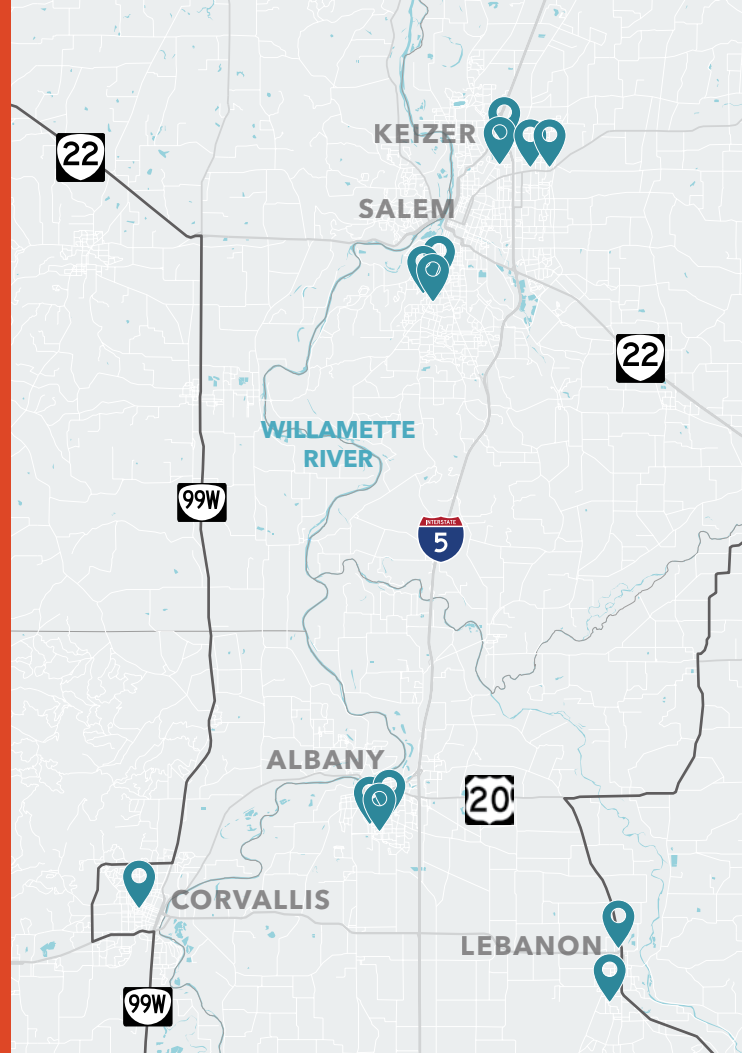 KEIZER
22
SALEM
22
WILLAMETTE
RIVER
99W
INTERSTATE
5
ALBANY
20
CORVALLIS
LEBANON
99W